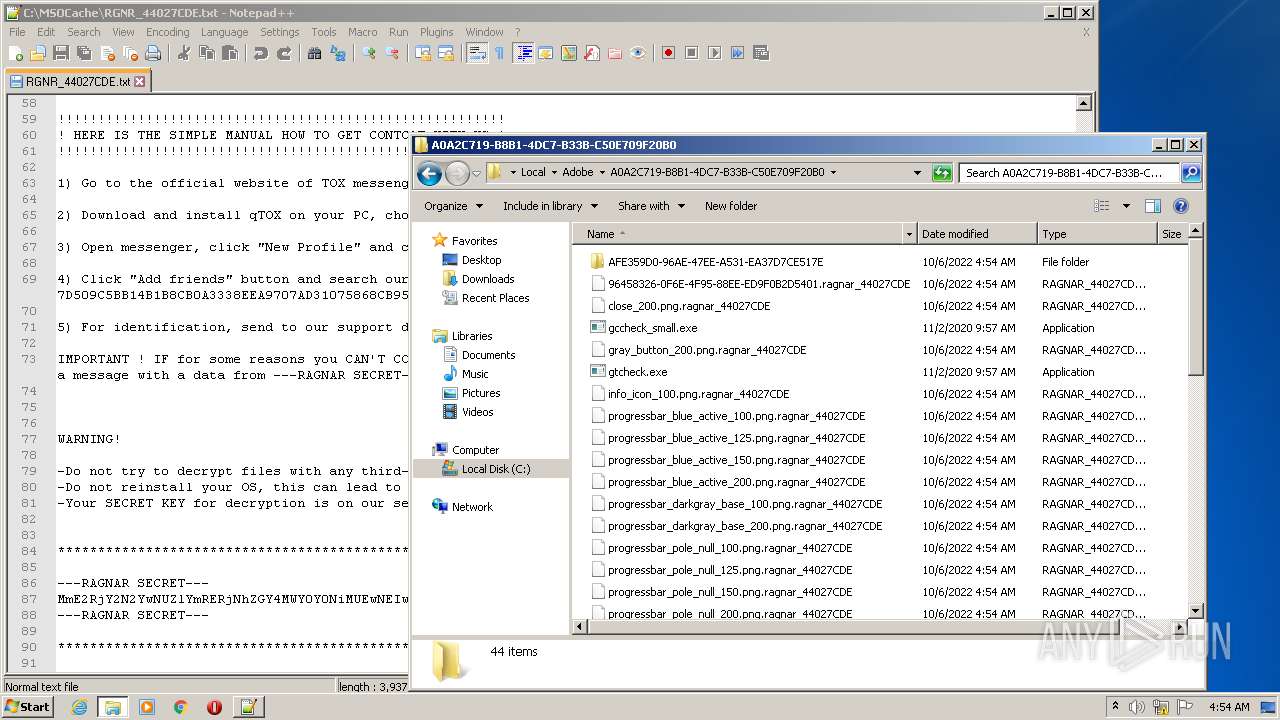 C:\MSOCache\RGNR_44027CDE.txt - Notepad++
File Edit Search View Encoding Language Settings Tools Macro Run Plugins Window ? X
RGNR_44027CDE.txt
58
59 !!!!!!!!!!!!!!!!!!!!!!!!!!!!!!!!!!!!!!!!!!!!!!!!!!!!!!!
60 ! HERE IS THE SIMPLE MANUAL HOW TO GET
61 !!!!!!!!!!!!!!!!!!!!!!!!!!!!!!!!!!!!!!!!!!!
62
63 1) Go to the official website of TOX messeng
64
65 2) Download and install qTOX on your PC, cho
66
67 3) Open messenger, click "New Profile" and c
68
69 4) Click "Add friends" button and search our
7D509C5BB14B1B8CB0A3338EEA9707AD31075868CB95
70
71 5) For identification, send to our support d
72
73 IMPORTANT ! IF for some reasons you CAN'T CO
a message with a data from ---RAGNAR SECRET-
74
75
76
77 WARNING!
78
79 -Do not try to decrypt files with any third-
80 -Do not reinstall your OS, this can lead to
81 -Your SECRET KEY for decryption is on our se
82
83
84 *******************************************
85
86 ---RAGNAR SECRET---
87 MmE2RjY2N2YwNUZlYmRERjNhZGY4MWYOYONiMUEwNEIw
88 ---RAGNAR SECRET---
89
90 *******************************************
91
Normal text file length : 3,937
A0A2C719-B8B1-4DC7-B33B-C50E709F20B0
Local Adobe A0A2C719-B8B1-4DC7-B33B-C50E709F20B0
Search A0A2C719-B8B1-4DC7-B33B-C...
Organize Include in library Share with New folder
Favorites
Desktop
Downloads
Recent Places
Libraries
Documents
Music
Pictures
Videos
Computer
Local Disk (C:)
Network
Name Date modified Type Size
AFE359D0-96AE-47EE-A531-EA37D7CE517E 10/6/2022 4:54 AM File folder
96458326-0F6E-4F95-88EE-ED9F0B2D5401.ragnar_44027CDE 10/6/2022 4:54 AM RAGNAR_44027CD...
close_200.png.ragnar_44027CDE 10/6/2022 4:54 AM RAGNAR_44027CD...
gccheck_small.exe 11/2/2020 9:57 AM Application
gray_button_200.png.ragnar_44027CDE 10/6/2022 4:54 AM RAGNAR_44027CD...
gtcheck.exe 11/2/2020 9:57 AM Application
info_icon_100.png.ragnar_44027CDE 10/6/2022 4:54 AM RAGNAR_44027CD...
progressbar_blue_active_100.png.ragnar_44027CDE 10/6/2022 4:54 AM RAGNAR_44027CD...
progressbar_blue_active_125.png.ragnar_44027CDE 10/6/2022 4:54 AM RAGNAR_44027CD...
progressbar_blue_active_150.png.ragnar_44027CDE 10/6/2022 4:54 AM RAGNAR_44027CD...
progressbar_blue_active_200.png.ragnar_44027CDE 10/6/2022 4:54 AM RAGNAR_44027CD...
progressbar_darkgray_base_100.png.ragnar_44027CDE 10/6/2022 4:54 AM RAGNAR_44027CD...
progressbar_darkgray_base_200.png.ragnar_44027CDE 10/6/2022 4:54 AM RAGNAR_44027CD...
progressbar_pole_null_100.png.ragnar_44027CDE 10/6/2022 4:54 AM RAGNAR_44027CD...
progressbar_pole_null_125.png.ragnar_44027CDE 10/6/2022 4:54 AM RAGNAR_44027CD...
progressbar_pole_null_150.png.ragnar_44027CDE 10/6/2022 4:54 AM RAGNAR_44027CD...
progressbar_pole_null_200.png.ragnar_44027CDE 10/6/2022 4:54 AM RAGNAR_44027CD...
44 items
ANY RUN
Start 4:54 AM